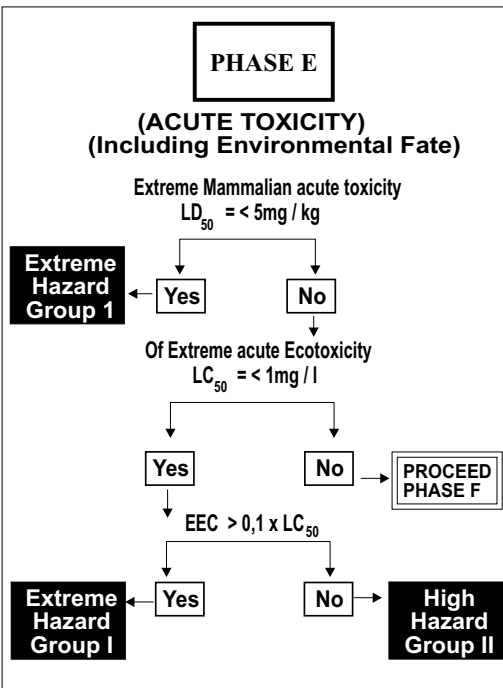 PHASE E
(ACUTE TOXICITY)
(Including Environmental Fate)
Extreme Mammalian acute toxicity
LD50 = < 5mg / kg
Extreme
Hazard
Group 1
Yes
No
Of Extreme acute Ecotoxicity
LC50 = < 1mg / l
Yes
No
PROCEED
PHASE F
EEC > 0,1 x LC50
Extreme
Hazard
Group I
Yes
No
High
Hazard
Group II